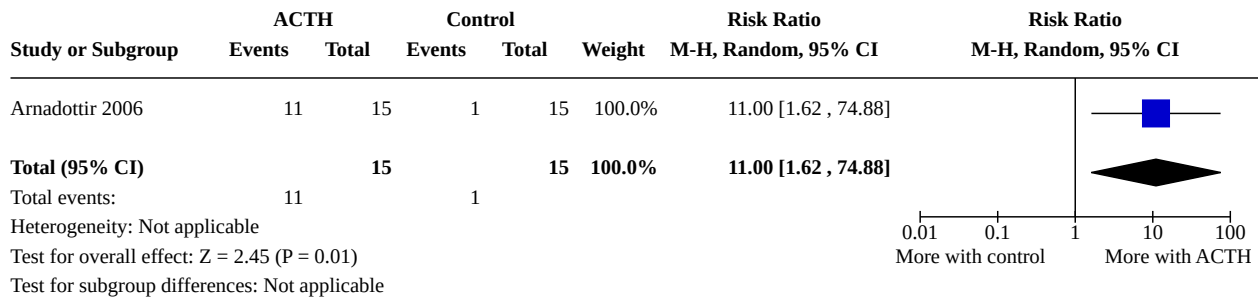 ACTH Control Risk Ratio Risk Ratio
Study or Subgroup Events Total Events Total Weight M-H, Random, 95% CI M-H, Random, 95% CI
Arnadottir 2006 11 15 1 15 100.0% 11.00 [1.62 , 74.88]
Total (95% CI) 15 15 100.0% 11.00 [1.62 , 74.88]
Total events: 11 1
Heterogeneity: Not applicable
0.01 0.1 1 10 100
Test for overall effect: Z = 2.45 (P = 0.01) More with control More with ACTH
Test for subgroup differences: Not applicable